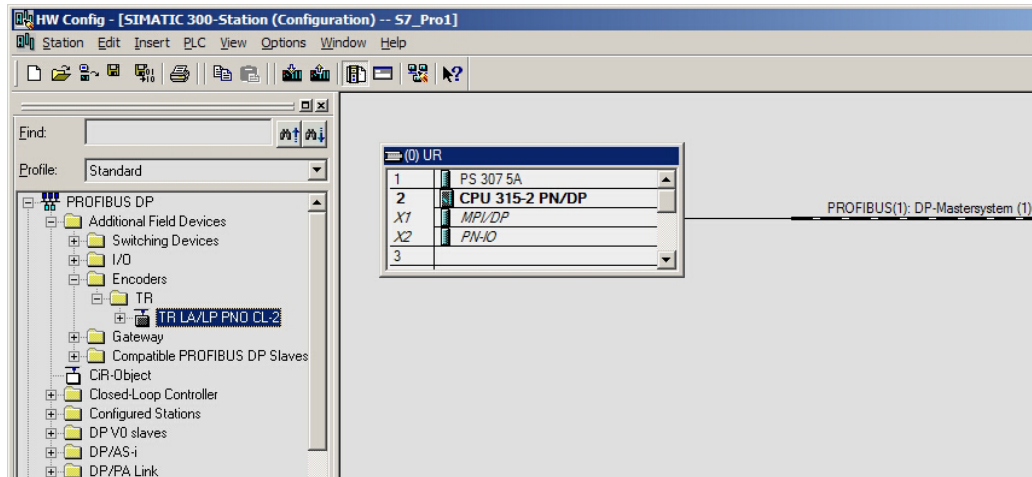 HW Config - [SIMATIC 300-Station (Configuration) -- S7_Pro1]
Station Edit Insert PLC View Options Window Help
Find:
Profile: Standard
PROFIBUS DP
Additional Field Devices
Switching Devices
I/O
Encoders
TR
TR LA/LP PNO CL-2
Gateway
Compatible PROFIBUS DP Slaves
CiR-Object
Closed-Loop Controller
Configured Stations
DP V0 slaves
DP/AS-i
DP/PA Link
(0) UR
1 PS 307 5A
2 CPU 315-2 PN/DP
X1 MPI/DP
X2 PN-IO
3
PROFIBUS(1): DP-Mastersystem (1)